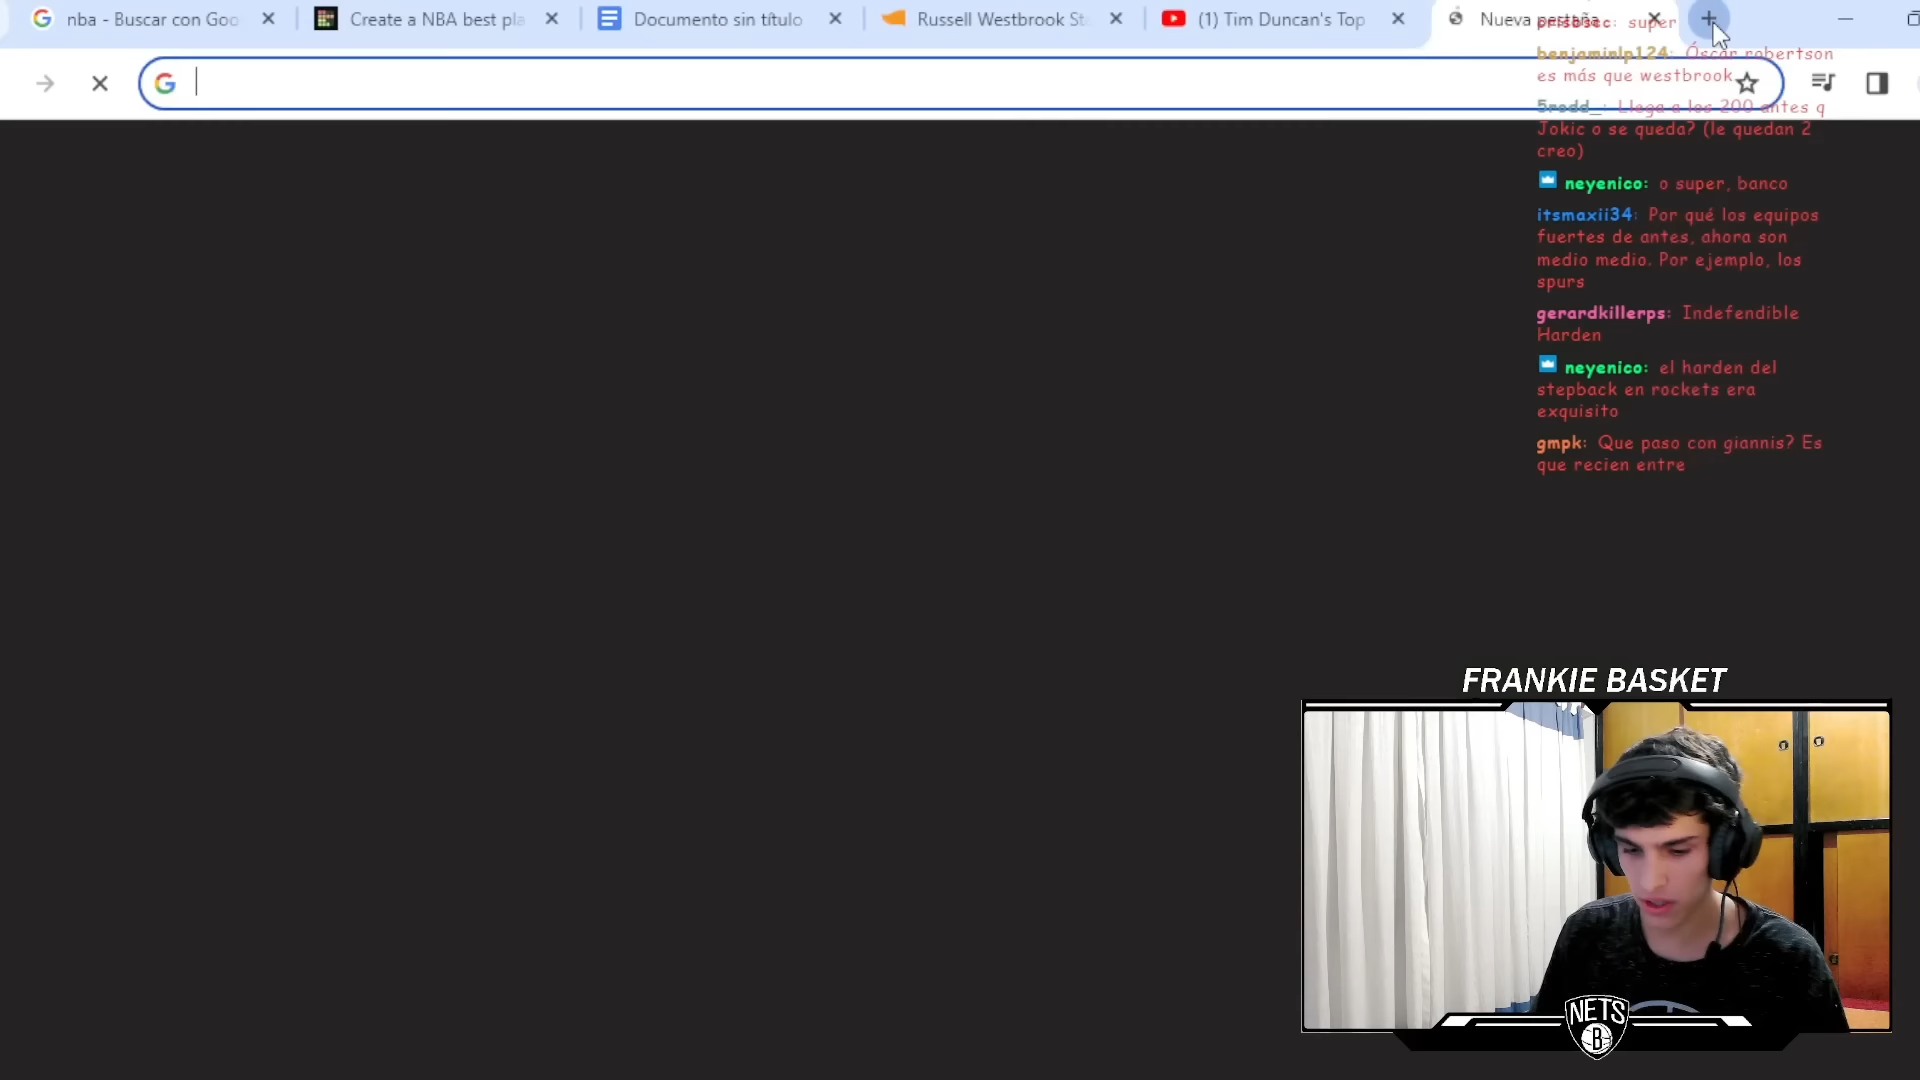 nba - Buscar con Goo
Create a NBA best pla
Documento sin título
Russell Westbrook St
(1) Tim Duncan's Top
Nueva pestaña
super
benjaminlp124: Óscar robertson
es más que westbrook
5rodd_: Llega a los 200 antes q
Jokic o se queda? (le quedan 2
creo)
neyenico: o super, banco
itsmaxii34: Por qué los equipos
fuertes de antes, ahora son
medio medio. Por ejemplo, los
spurs
gerardkillerps: Indefendible
Harden
neyenico: el harden del
stepback en rockets era
exquisito
gmpk: Que paso con giannis? Es
que recien entre
FRANKIE BASKET
NETS
B